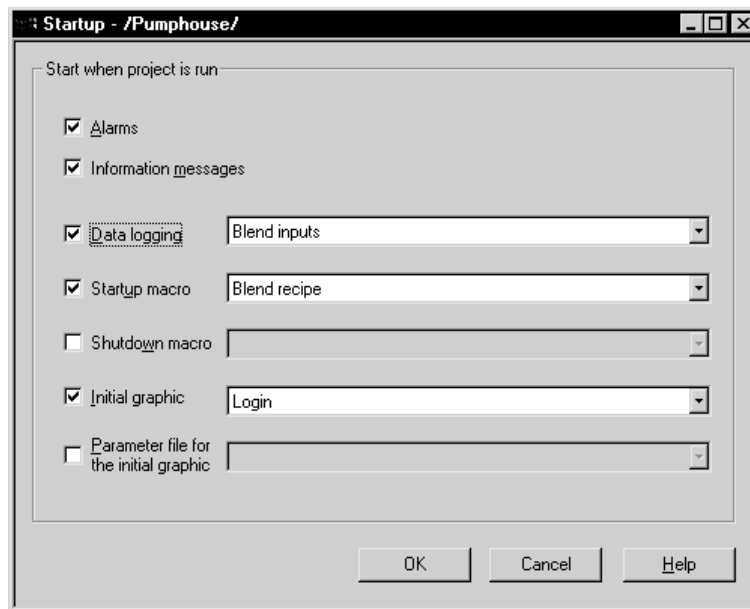 Startup - /Pumphouse/
Start when project is run
Alarms
Information messages
Data logging
Blend inputs
Startup macro
Blend recipe
Shutdown macro
Initial graphic
Login
Parameter file for
the initial graphic
OK
Cancel
Help